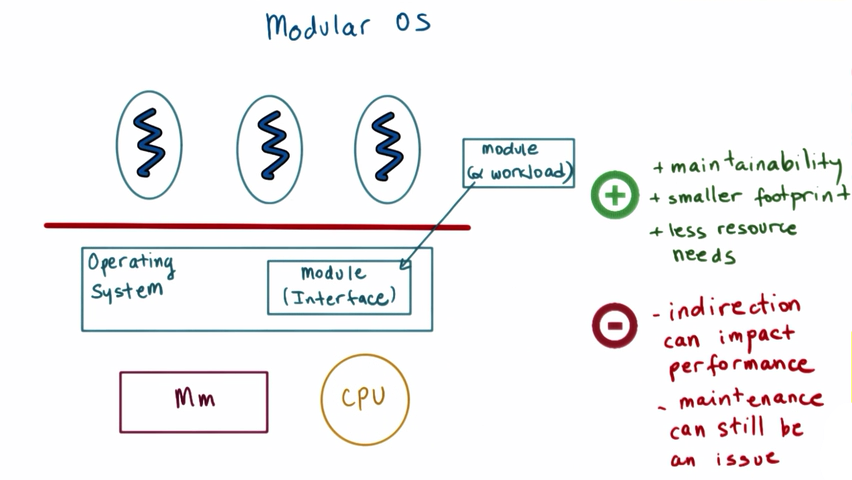 Modular OS
module
(α workload)
Operating
System
module
(Interface)
Mm
CPU
+ maintainability
+ smaller footprint
+ less resource
needs
- indirection
can impact
performance
- maintenance
can still be
an issue